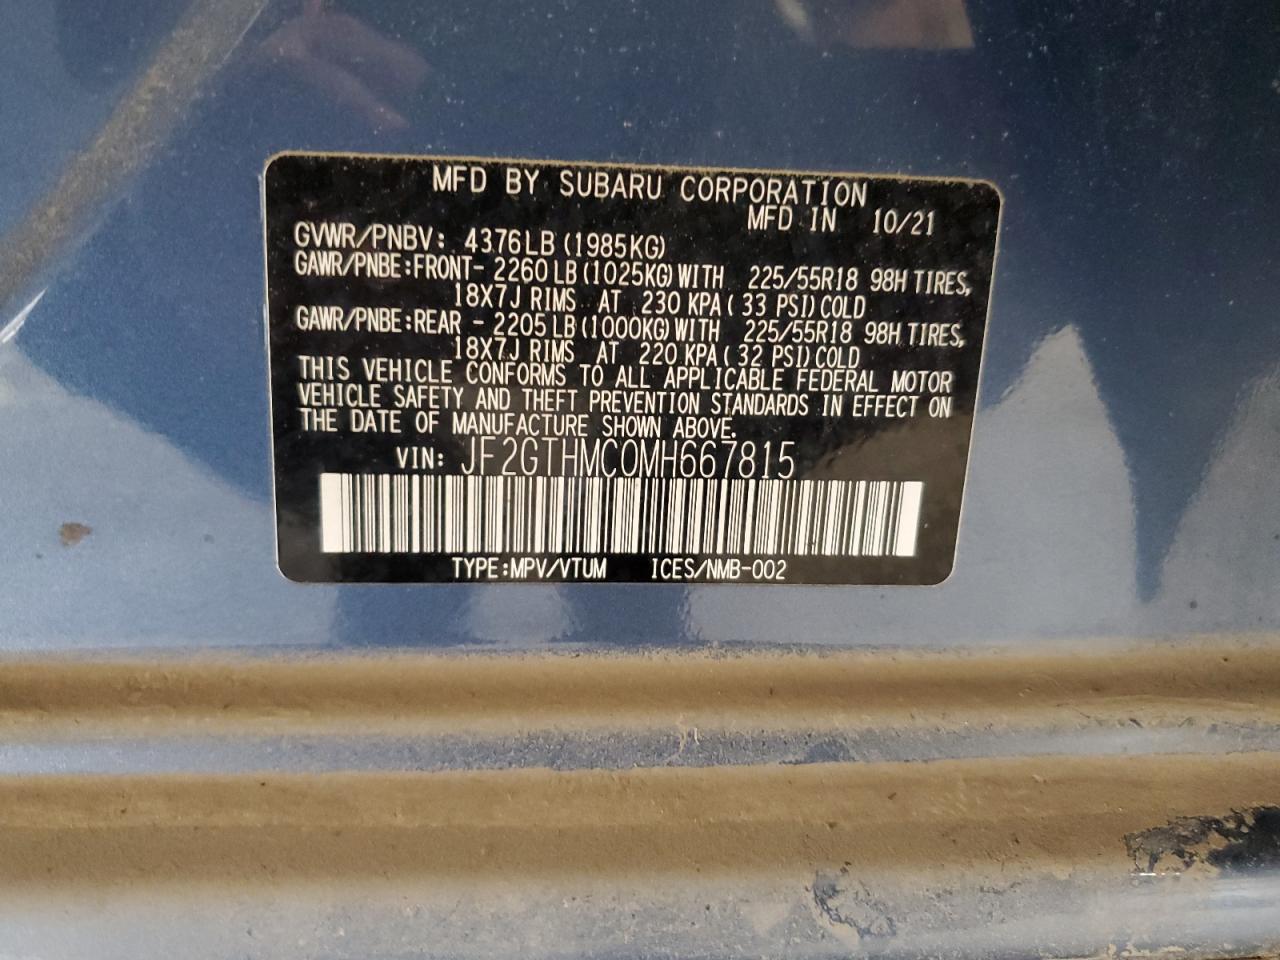 MFD BY SUBARU CORPORATION
MFD IN 10/21
GVWR/PNBV: 4376LB (1985KG)
GAWR/PNBE:FRONT- 2260 LB (1025KG) WITH 225/55R18 98H TIRES,
18X7J RIMS AT 230 KPA ( 33 PSI) COLD
GAWR/PNBE:REAR - 2205 LB (1000KG) WITH 225/55R18 98H TIRES,
18X7J RIMS AT 220 KPA ( 32 PSI) COLD
THIS VEHICLE CONFORMS TO ALL APPLICABLE FEDERAL MOTOR
VEHICLE SAFETY AND THEFT PREVENTION STANDARDS IN EFFECT ON
THE DATE OF MANUFACTURE SHOWN ABOVE.
VIN: JF2GTHMC0MH667815
TYPE:MPV/VTUM ICES/NMB-002